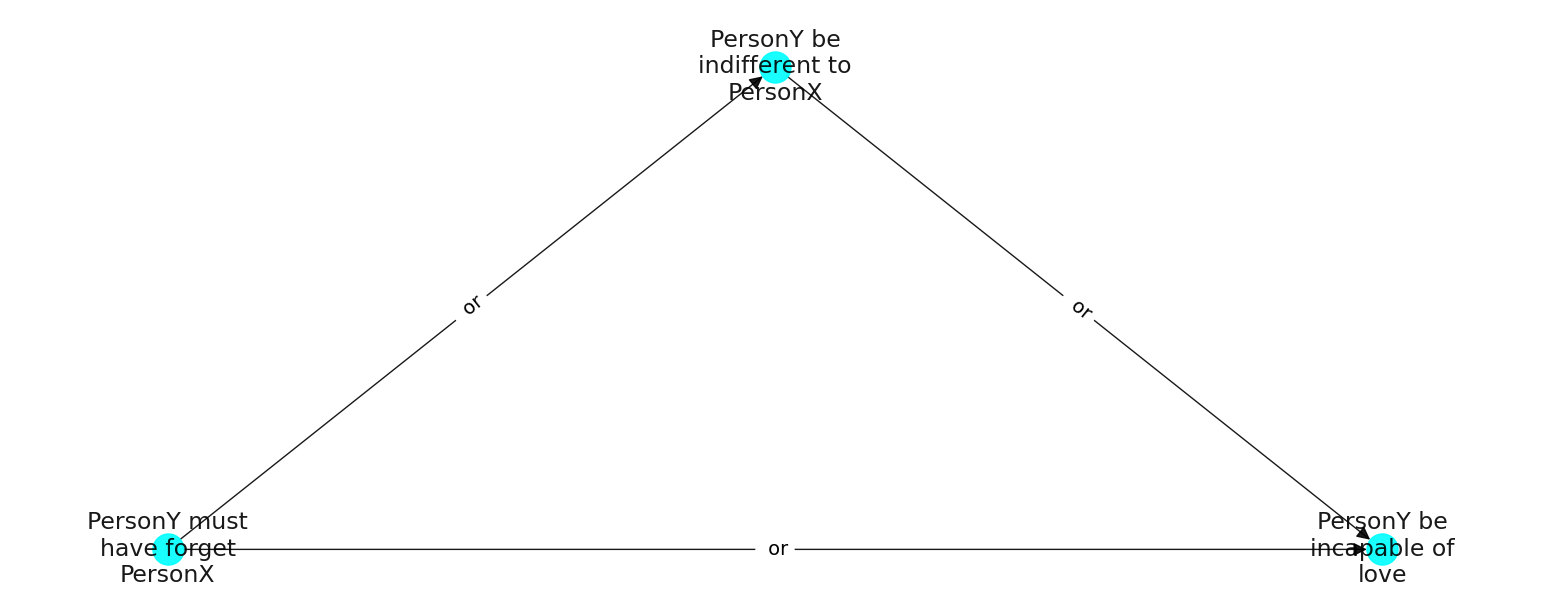 PersonY be
indifferent to
PersonX
or
or
PersonY must
have forget
PersonX
or
PersonY be
incapable of
love